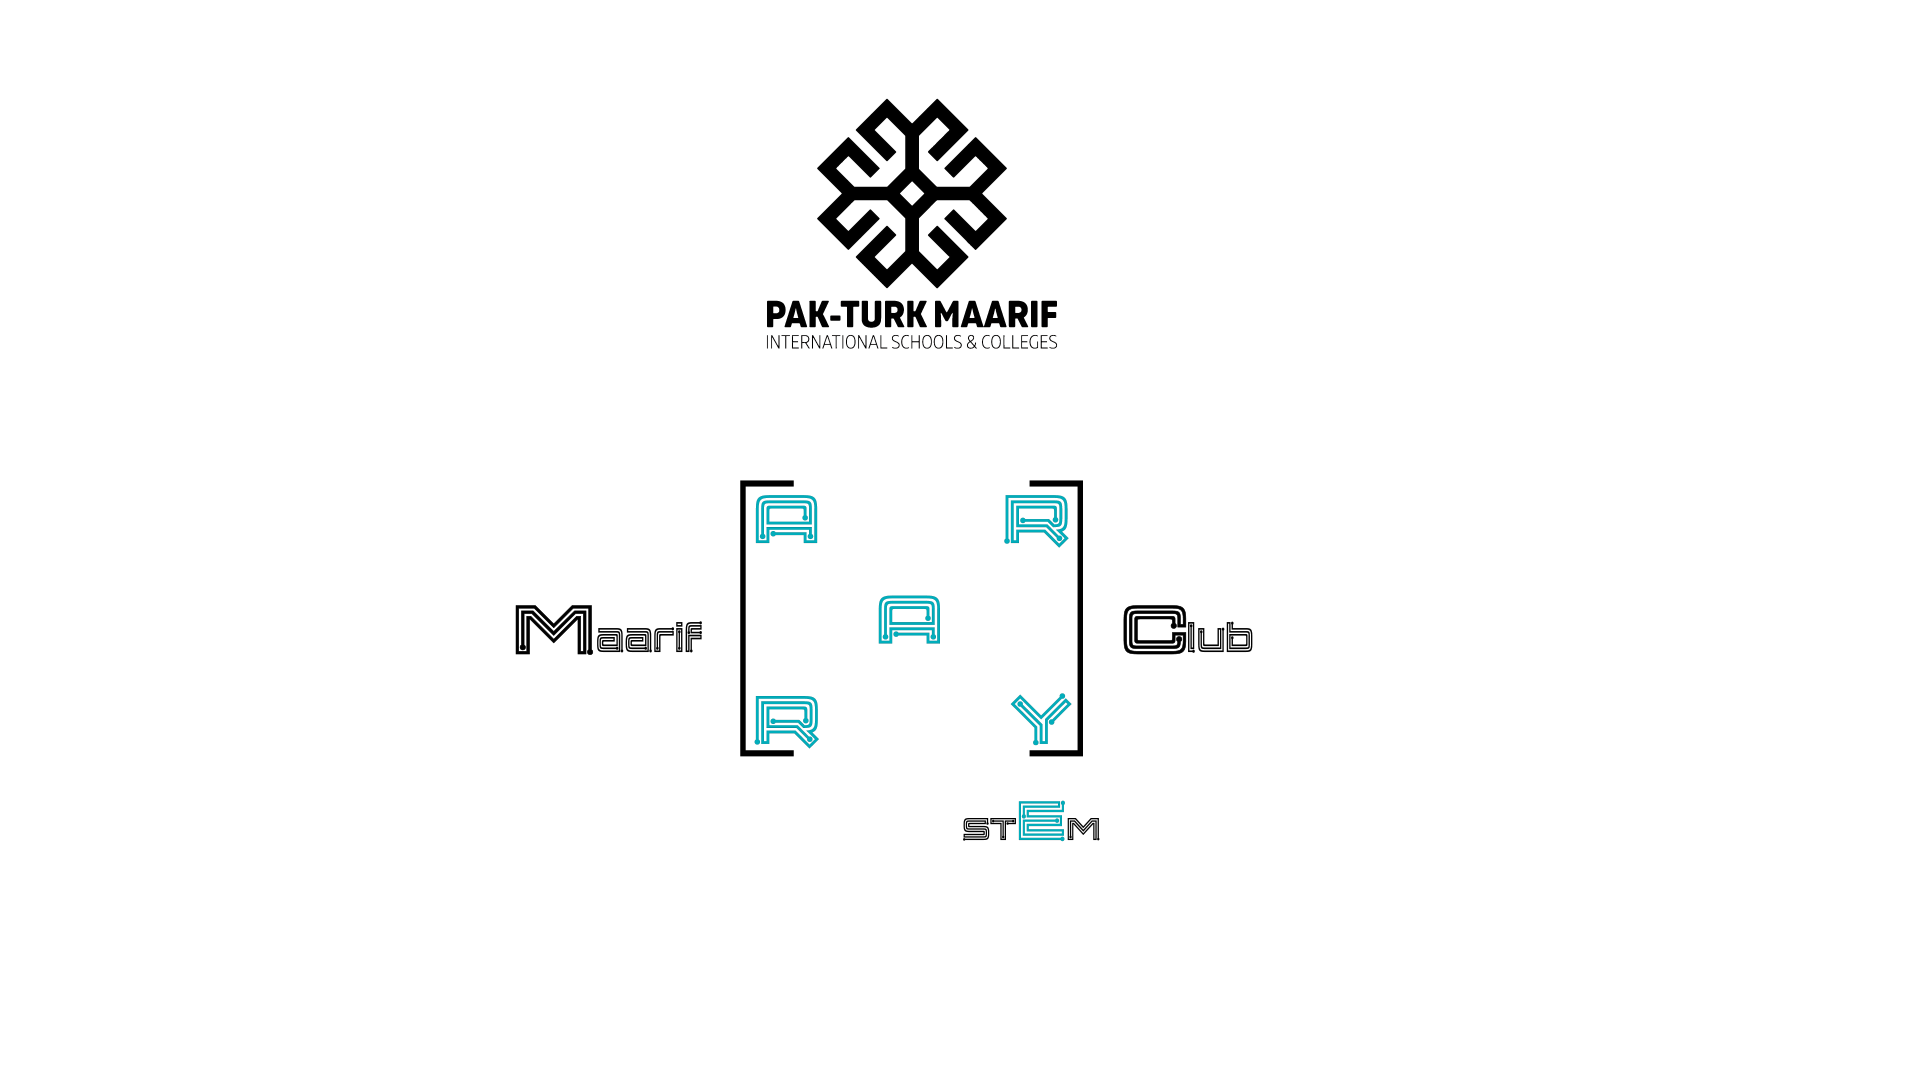 PAK-TURK MAARIF
INTERNATIONAL SCHOOLS & COLLEGES
A R
Maarif A Club
R Y
STEM